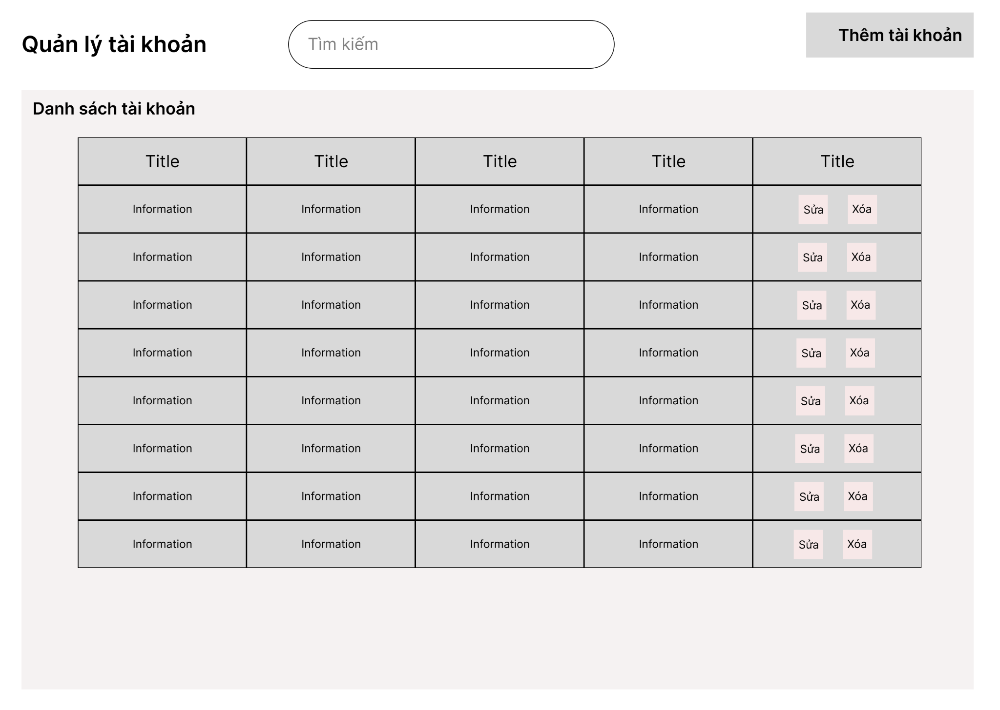 Quản lý tài khoản
Tìm kiếm
Thêm tài khoản
Danh sách tài khoản
Title Title Title Title Title
Information Information Information Information Sửa Xóa
Information Information Information Information Sửa Xóa
Information Information Information Information Sửa Xóa
Information Information Information Information Sửa Xóa
Information Information Information Information Sửa Xóa
Information Information Information Information Sửa Xóa
Information Information Information Information Sửa Xóa
Information Information Information Information Sửa Xóa